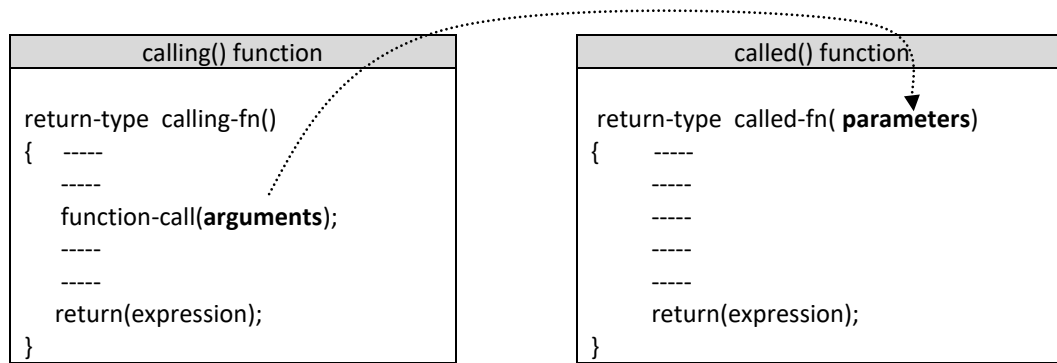 calling() function
return-type calling-fn()
{ -----
-----
function-call(arguments);
-----
-----
return(expression);
}
called() function
return-type called-fn( parameters)
{ -----
-----
-----
-----
-----
return(expression);
}